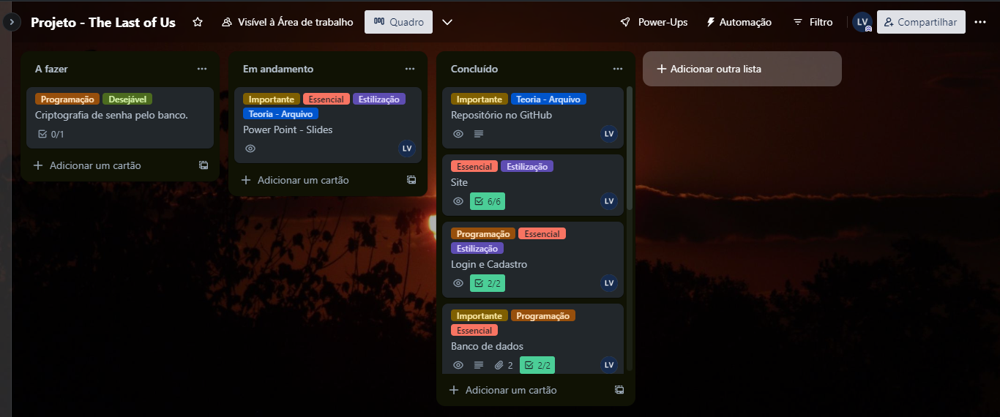 Projeto - The Last of Us
Visível à Área de trabalho
Quadro
Power-Ups
Automação
Filtro
LV
Compartilhar
A fazer
Programação Desejável
Criptografia de senha pelo banco.
0/1
Adicionar um cartão
Em andamento
Importante Essencial Estilização
Teoria - Arquivo
Power Point - Slides
LV
Adicionar um cartão
Concluído
Importante Teoria - Arquivo
Repositório no GitHub
LV
Essencial Estilização
Site
6/6 LV
Programação Essencial
Estilização
Login e Cadastro
2/2 LV
Importante Programação
Essencial
Banco de dados
2 2/2 LV
Adicionar um cartão
Adicionar outra lista